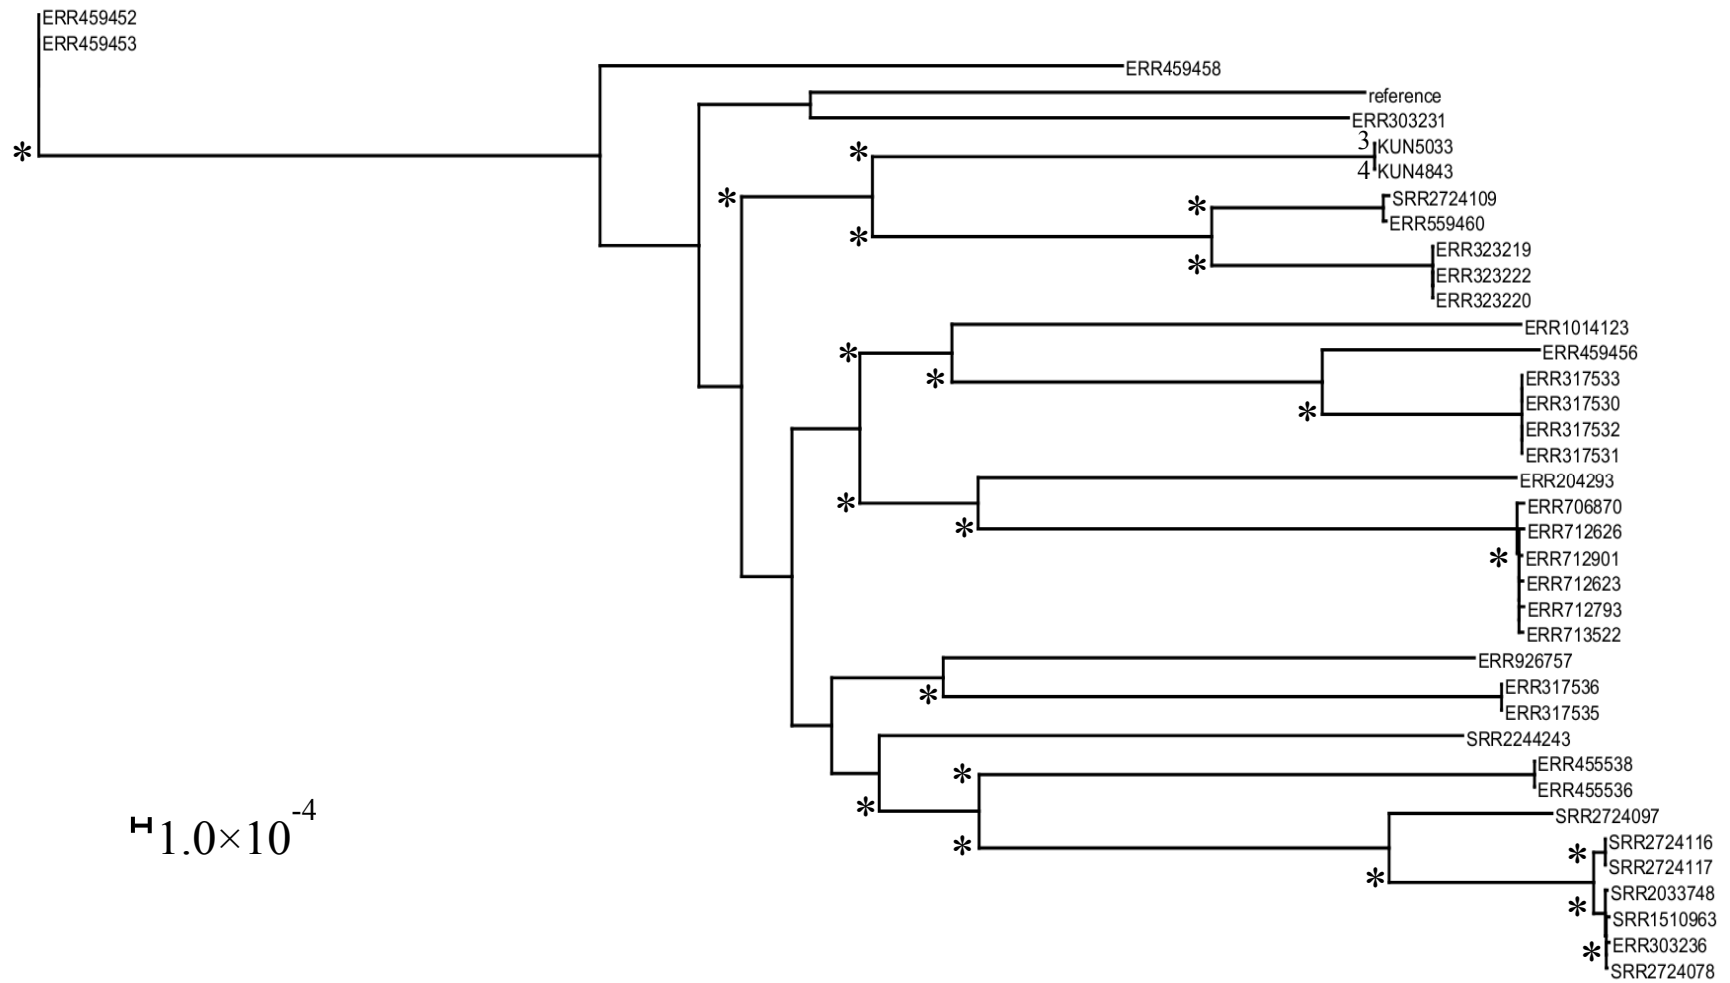 ERR459452
ERR459453
ERR459458
reference
ERR303231
3 KUN5033
4 KUN4843
*
*
*
SRR2724109
*
ERR559460
*
ERR323219
*
ERR323222
ERR323220
ERR1014123
*
ERR459456
*
ERR317533
ERR317530
*
ERR317532
ERR317531
ERR204293
*
ERR706870
*
ERR712626
*
ERR712901
ERR712623
ERR712793
ERR713522
ERR926757
*
ERR317536
ERR317535
SRR2244243
*
ERR455538
ERR455536
*
SRR2724097
1.0×10⁻⁴
*
*
SRR2724116
SRR2724117
*
SRR2033748
*
SRR1510963
*
ERR303236
SRR2724078